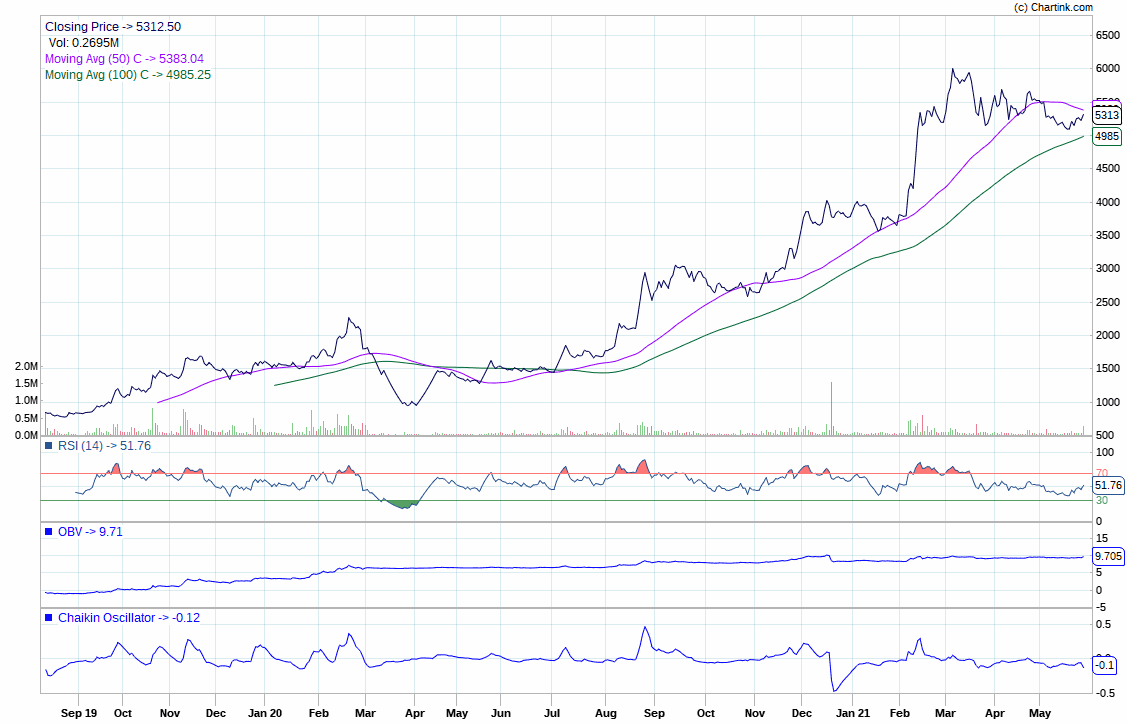 (c) Chartink.com
Closing Price -> 5312.50
Vol: 0.2695M
Moving Avg (50) C -> 5383.04
Moving Avg (100) C -> 4985.25
6500
6000
5313
4985
4500
4000
3500
3000
2500
2000
1500
1000
500
2.0M
1.5M
1.0M
0.5M
0.0M
RSI (14) -> 51.76
100
70
51.76
30
0
OBV -> 9.71
15
9.705
5
0
-5
Chaikin Oscillator -> -0.12
0.5
-0.1
-0.5
Sep 19 Oct Nov Dec Jan 20 Feb Mar Apr May Jun Jul Aug Sep Oct Nov Dec Jan 21 Feb Mar Apr May